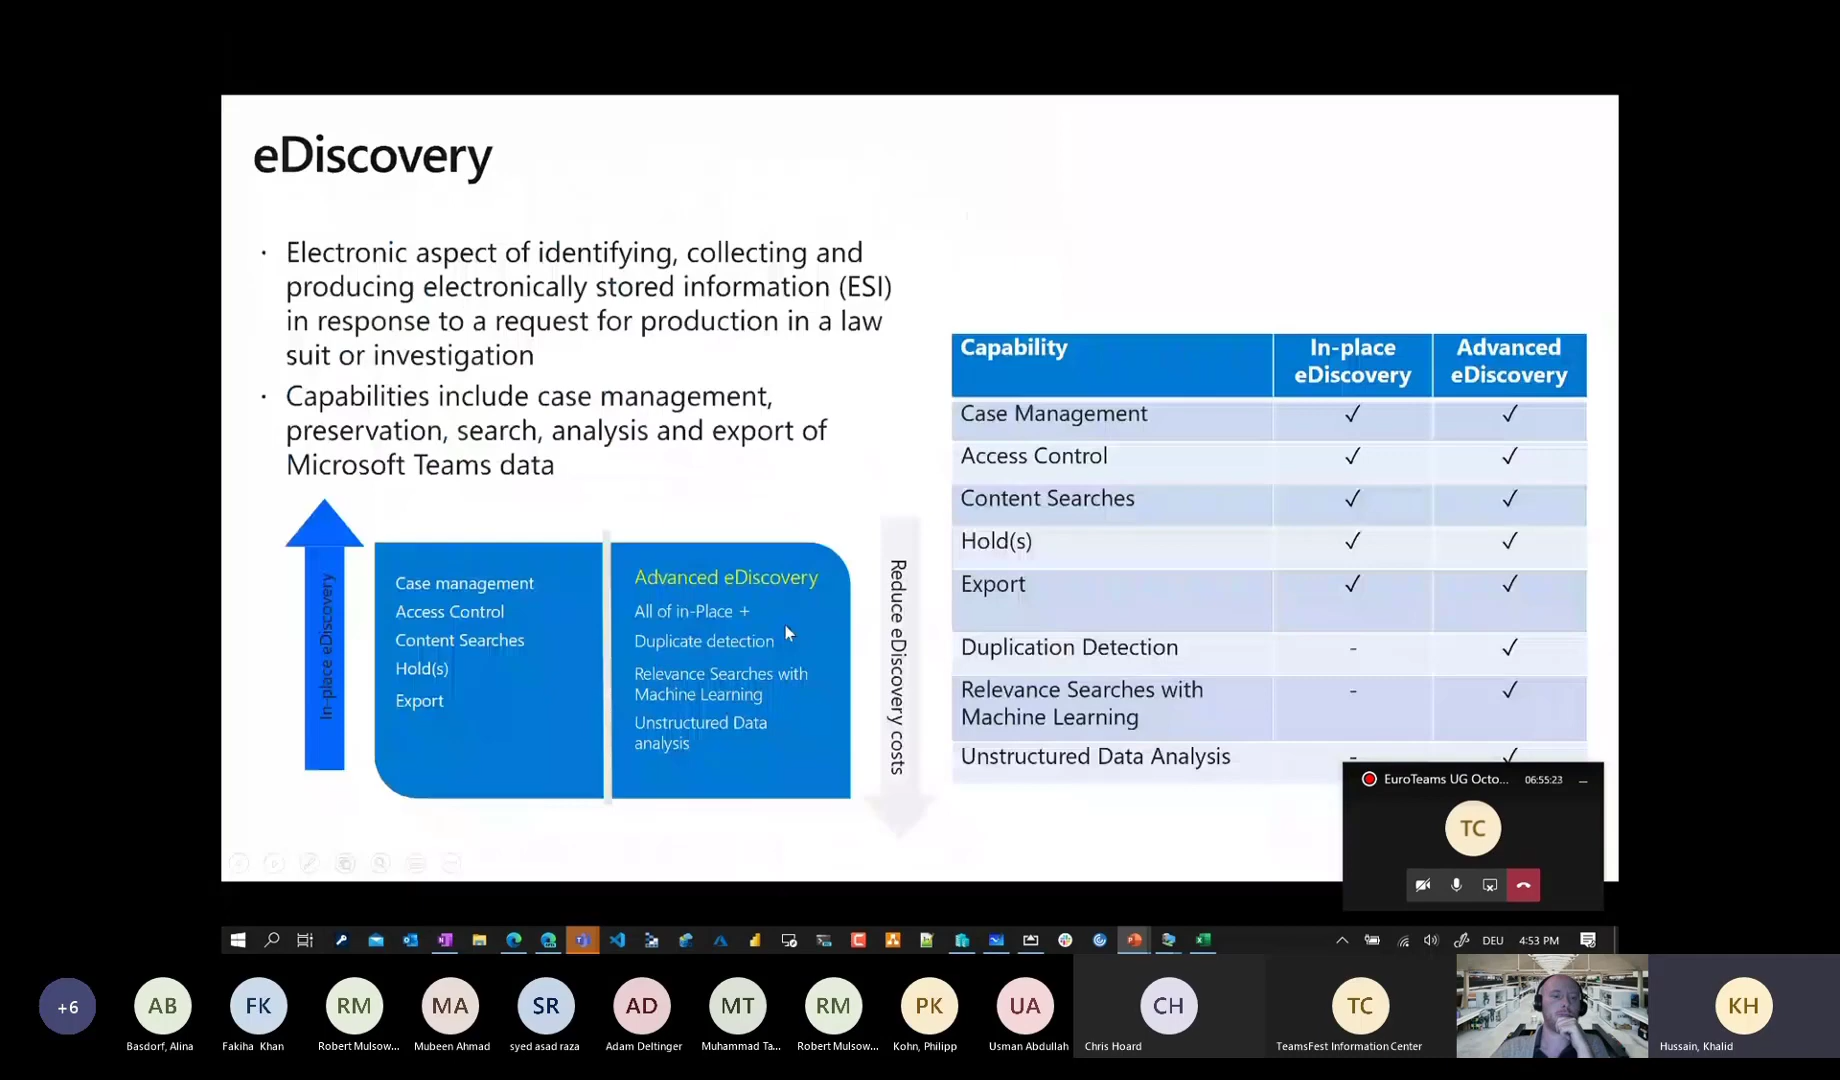 eDiscovery
· Electronic aspect of identifying, collecting and
producing electronically stored information (ESI)
in response to a request for production in a law
suit or investigation
· Capabilities include case management,
preservation, search, analysis and export of
Microsoft Teams data
In-place eDiscovery
Case management
Access Control
Content Searches
Hold(s)
Export
Advanced eDiscovery
All of in-Place +
Duplicate detection
Relevance Searches with
Machine Learning
Unstructured Data
analysis
Reduce eDiscovery costs
Capability In-place Advanced
eDiscovery eDiscovery
Case Management ✓ ✓
Access Control ✓ ✓
Content Searches ✓ ✓
Hold(s) ✓ ✓
Export ✓ ✓
Duplication Detection - ✓
Relevance Searches with - ✓
Machine Learning
Unstructured Data Analysis - ✓
EuroTeams UG Octo... 06:55:23
TC
DEU 4:53 PM
+6 AB FK RM MA SR AD MT RM PK UA CH TC KH
Basdorf, Alina Fakiha Khan Robert Mulsow... Mubeen Ahmad syed asad raza Adam Deltinger Muhammad Ta... Robert Mulsow... Kohn, Philipp Usman Abdullah Chris Hoard TeamsFest Information Center Hussain, Khalid